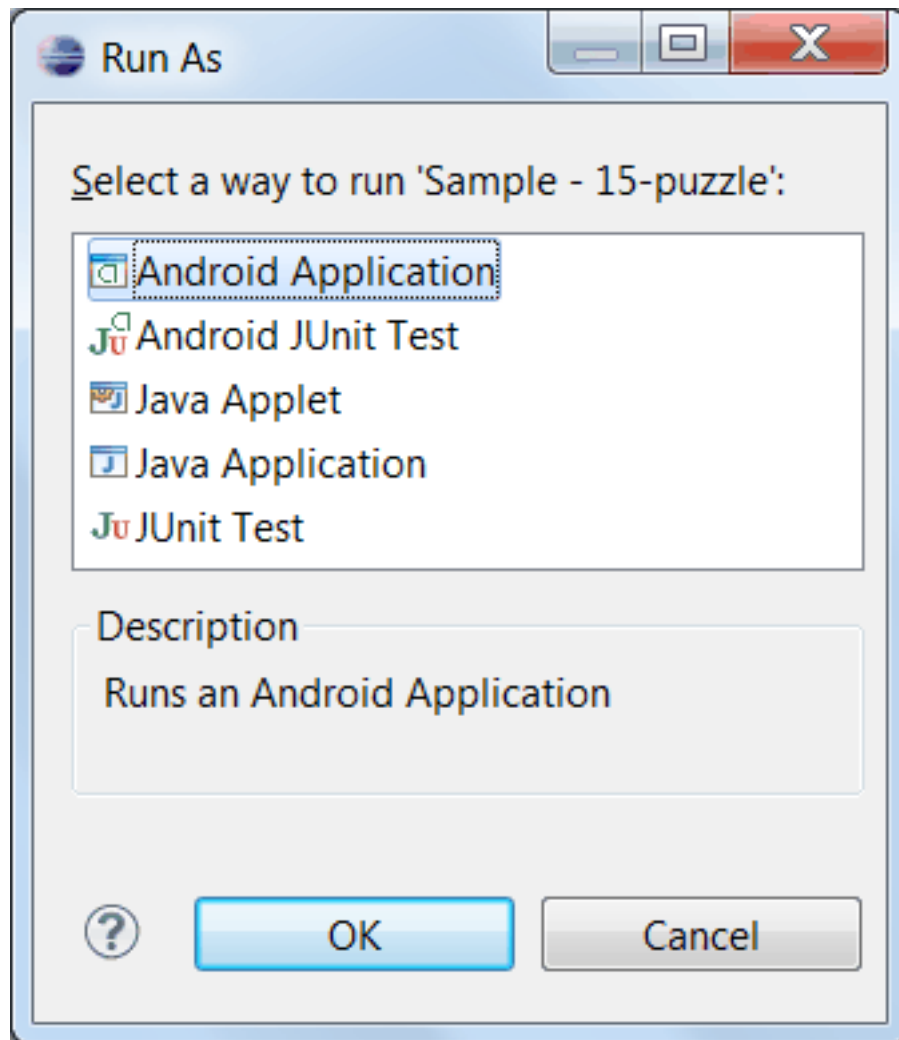 Run As
Select a way to run 'Sample - 15-puzzle':
Android Application
Android JUnit Test
Java Applet
Java Application
JUnit Test
Description
Runs an Android Application
OK
Cancel